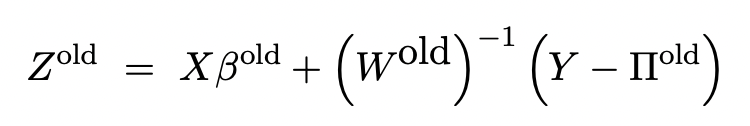 Z^old = Xβ^old + (W^old)^−1 (Y − Π^old)